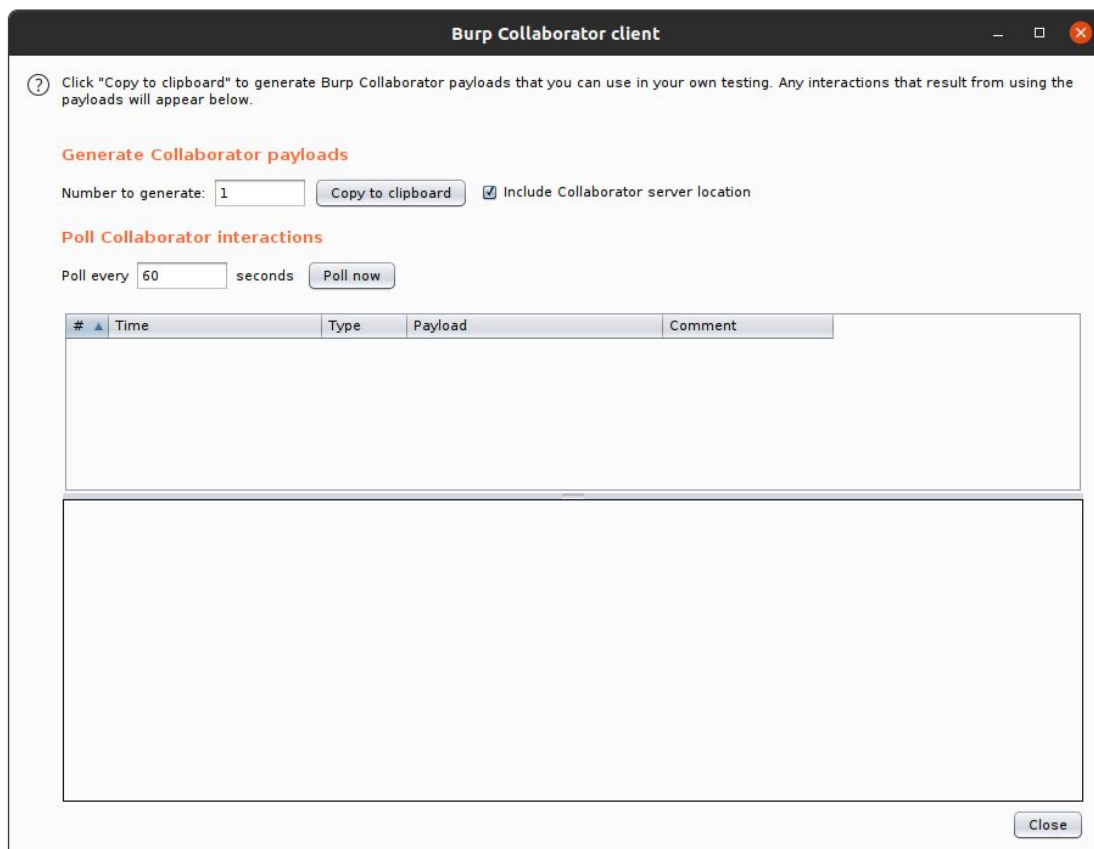 Burp Collaborator client
Click "Copy to clipboard" to generate Burp Collaborator payloads that you can use in your own testing. Any interactions that result from using the
payloads will appear below.
Generate Collaborator payloads
Number to generate: 1 Copy to clipboard Include Collaborator server location
Poll Collaborator interactions
Poll every 60 seconds Poll now
# Time Type Payload Comment
Close